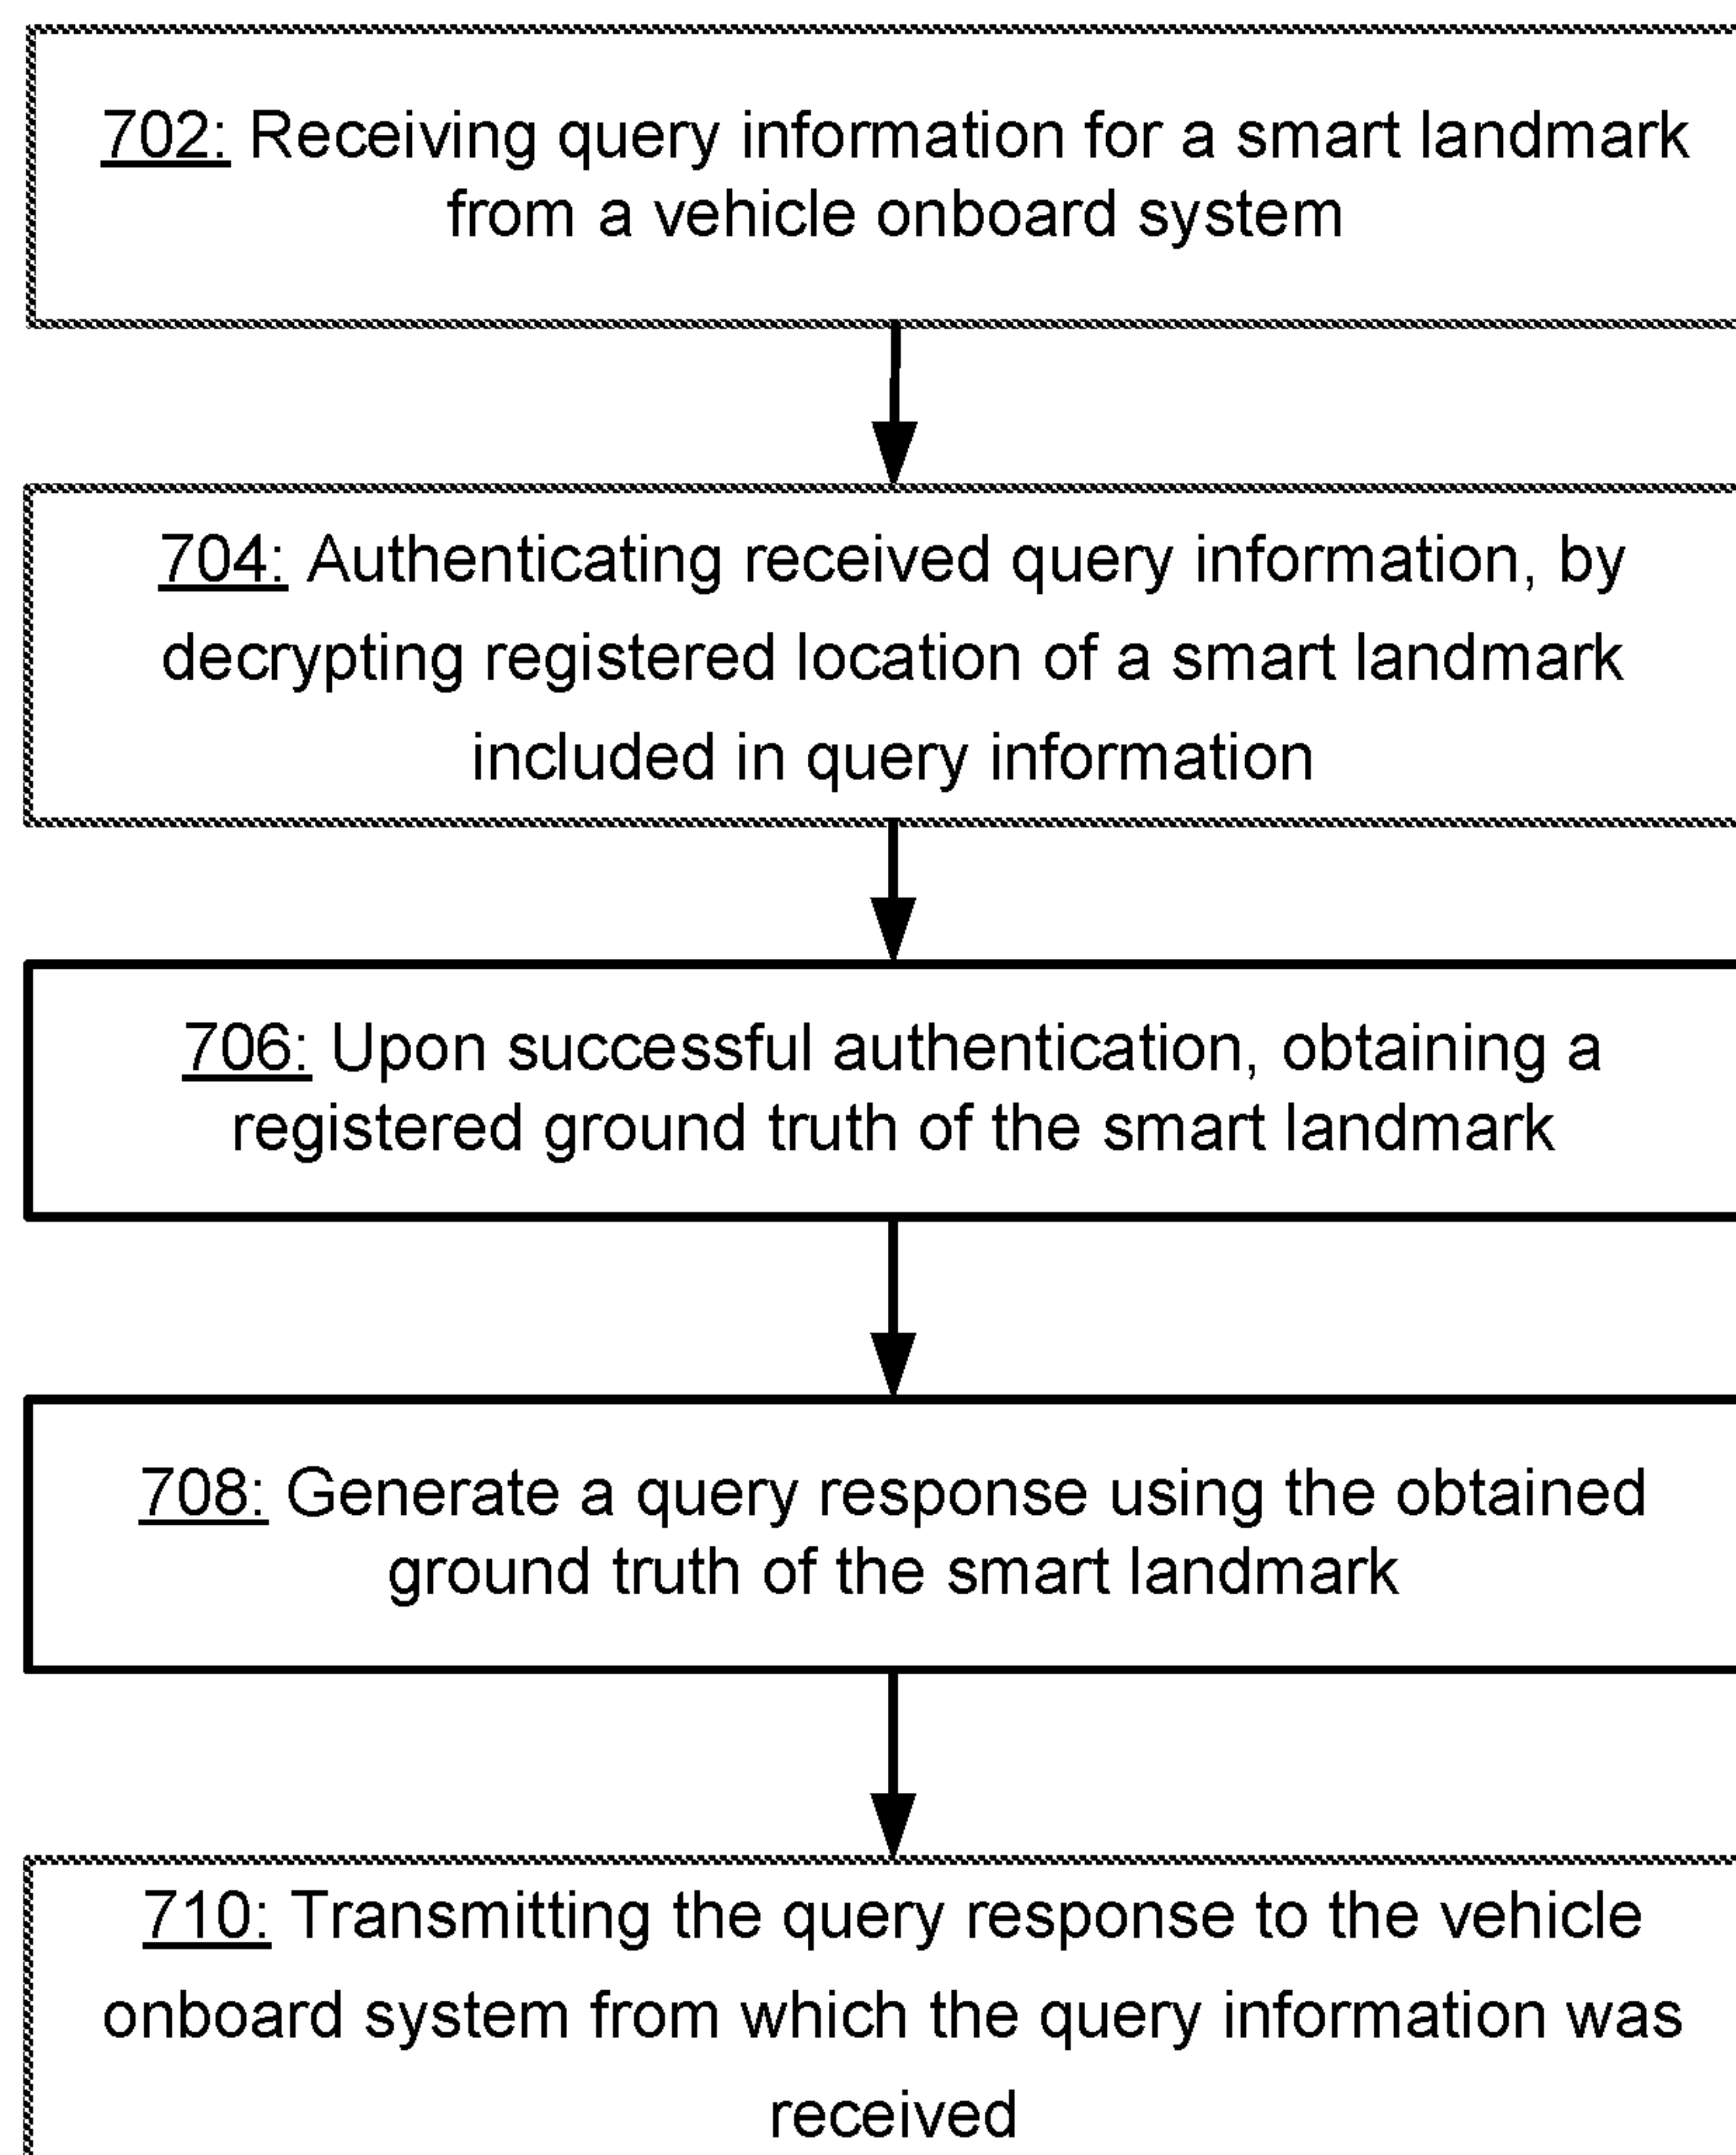 702: Receiving query information for a smart landmark
from a vehicle onboard system
704: Authenticating received query information, by
decrypting registered location of a smart landmark
included in query information
706: Upon successful authentication, obtaining a
registered ground truth of the smart landmark
708: Generate a query response using the obtained
ground truth of the smart landmark
710: Transmitting the query response to the vehicle
onboard system from which the query information was
received